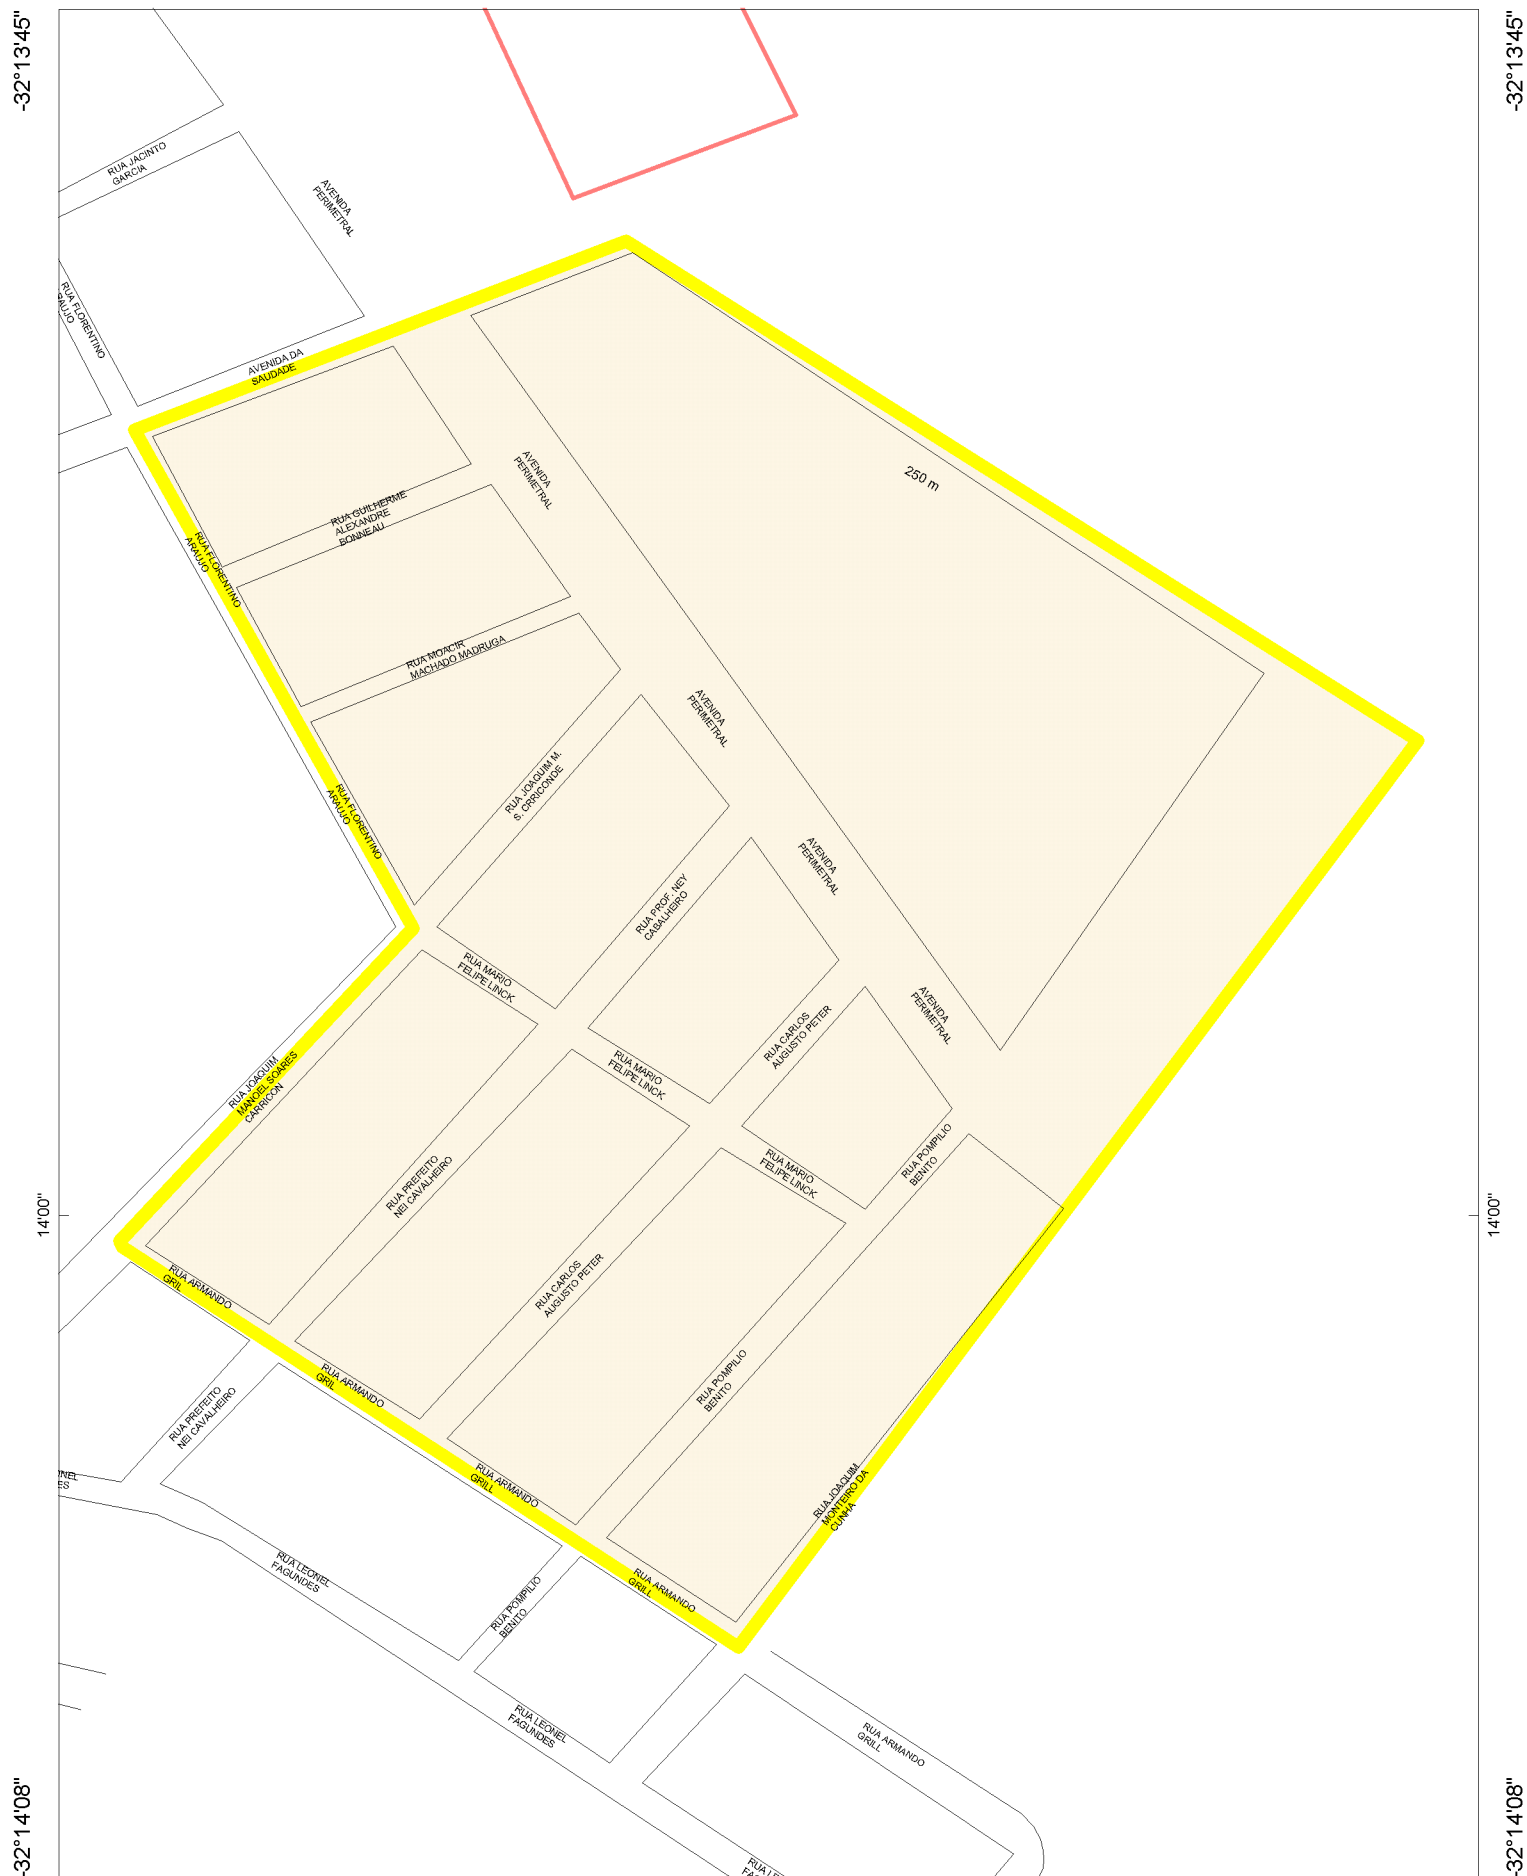 -32°13'45"
-32°13'45"
RUA JACINTO
GARCIA
AVENIDA
PERIMETRAL
RUA FLORENTINO
RAUJO
AVENIDA DA
SAUDADE
250 m
AVENIDA
PERIMETRAL
RUA GUILHERME
ALEXANDRE
BONNEAU
RUA FLORENTINO
ARAUJO
RUA MOACIR
MACHADO MADRUGA
AVENIDA
PERIMETRAL
RUA JOAQUIM M.
S. CRRICONDE
RUA FLORENTINO
ARAUJO
AVENIDA
PERIMETRAL
RUA PROF. NEY
CABALHEIRO
RUA MARIO
FELIPE LINCK
AVENIDA
PERIMETRAL
RUA CARLOS
AUGUSTO PETER
RUA MARIO
FELIPE LINCK
RUA JOAQUIM
MANOEL SOARES
CARRICON
RUA POMPILIO
BENITO
RUA MARIO
FELIPE LINCK
RUA PREFEITO
NEI CAVALHEIRO
14'00"
14'00"
RUA ARMANDO
GRIL
RUA CARLOS
AUGUSTO PETER
RUA ARMANDO
GRIL
RUA POMPILIO
BENITO
RUA PREFEITO
NEI CAVALHEIRO
NEL
ES
RUA ARMANDO
GRILL
RUA JOAQUIM
MONTEIRO DA
CUNHA
RUA LEONEL
FAGUNDES
RUA POMPILIO
BENITO
RUA ARMANDO
GRILL
RUA LEONEL
FAGUNDES
RUA ARMANDO
GRILL
-32°14'08"
-32°14'08"
RUA LE
FA